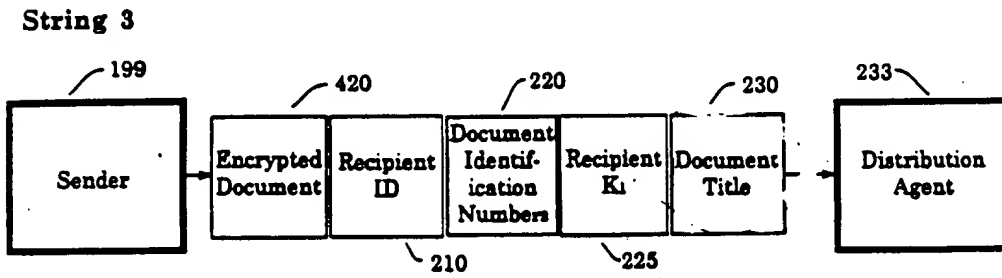 String 3
199
420
220
230
233
Sender
Encrypted
Document
Recipient
ID
Document
Identif-
ication
Numbers
Recipient
K1
Document
Title
Distribution
Agent
210
225